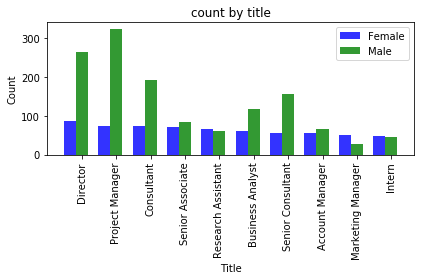 count by title
Female
Male
Count
300
200
100
0
Director
Project Manager
Consultant
Senior Associate
Research Assistant
Business Analyst
Senior Consultant
Account Manager
Marketing Manager
Intern
Title